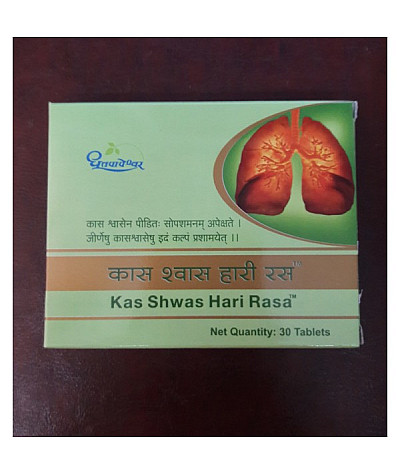 धूतपापेश्वर
कास श्वासेन पीडितः सोपशमनम् अपेक्षते ।
जीर्णेषु कासश्वासेषु इदं कल्पं प्रशामयेत् ।।
कास श्वास हारी रस™
Kas Shwas Hari Rasa™
Net Quantity: 30 Tablets